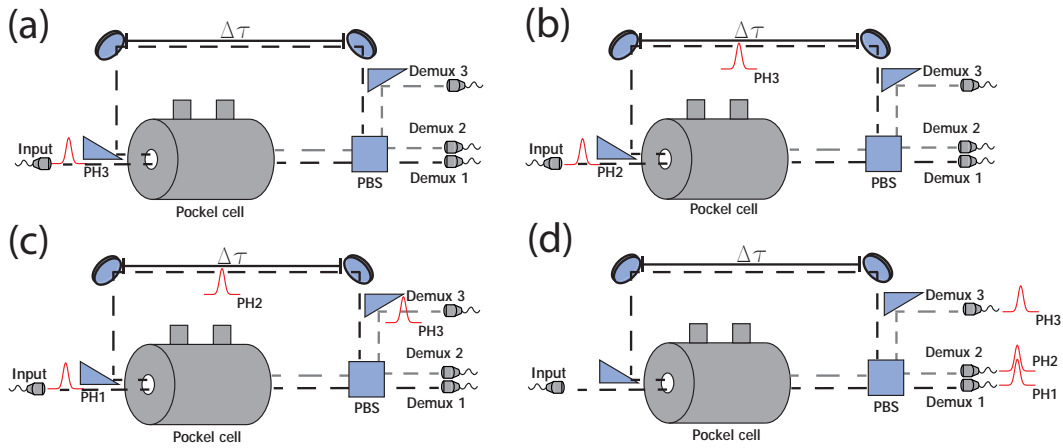 (a)
Δτ
Demux 3
Input
PH3
Demux 2
Demux 1
PBS
Pockel cell
(b)
Δτ
PH3
Demux 3
Input
PH2
Demux 2
Demux 1
PBS
Pockel cell
(c)
Δτ
PH2
Demux 3
PH3
Input
PH1
Demux 2
Demux 1
PBS
Pockel cell
(d)
Δτ
Demux 3
PH3
Input
Demux 2
PH2
Demux 1
PH1
PBS
Pockel cell